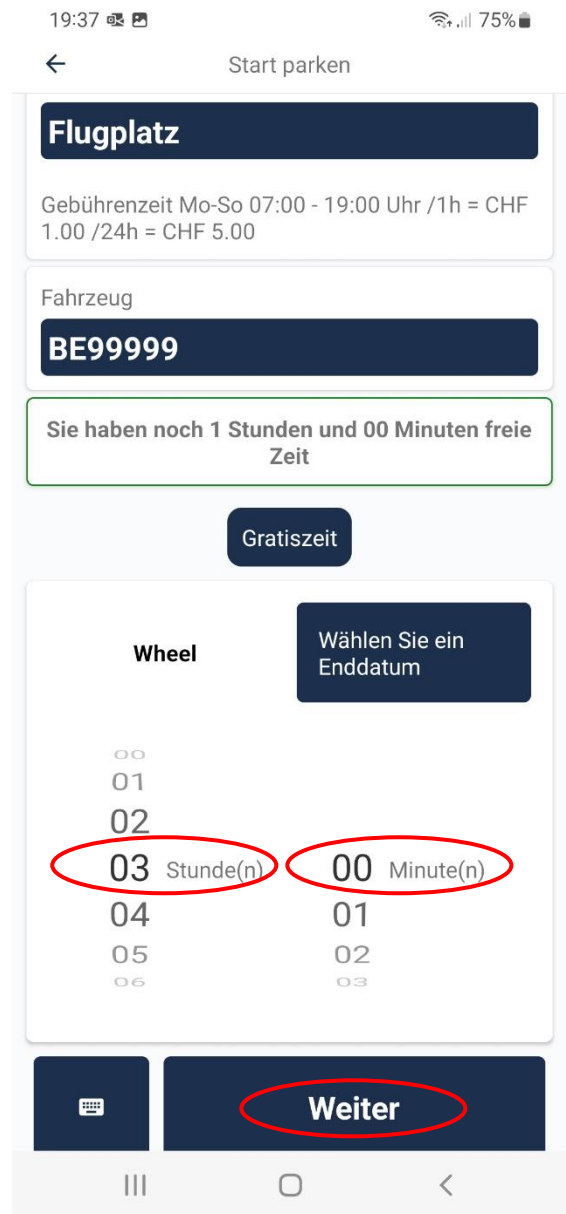 19:37 75%
Start parken
Flugplatz
Gebührenzeit Mo-So 07:00 - 19:00 Uhr /1h = CHF
1.00 /24h = CHF 5.00
Fahrzeug
BE99999
Sie haben noch 1 Stunden und 00 Minuten freie
Zeit
Gratiszeit
Wheel
Wählen Sie ein
Enddatum
00
01
02
03 Stunde(n) 00 Minute(n)
04 01
05 02
06 03
Weiter